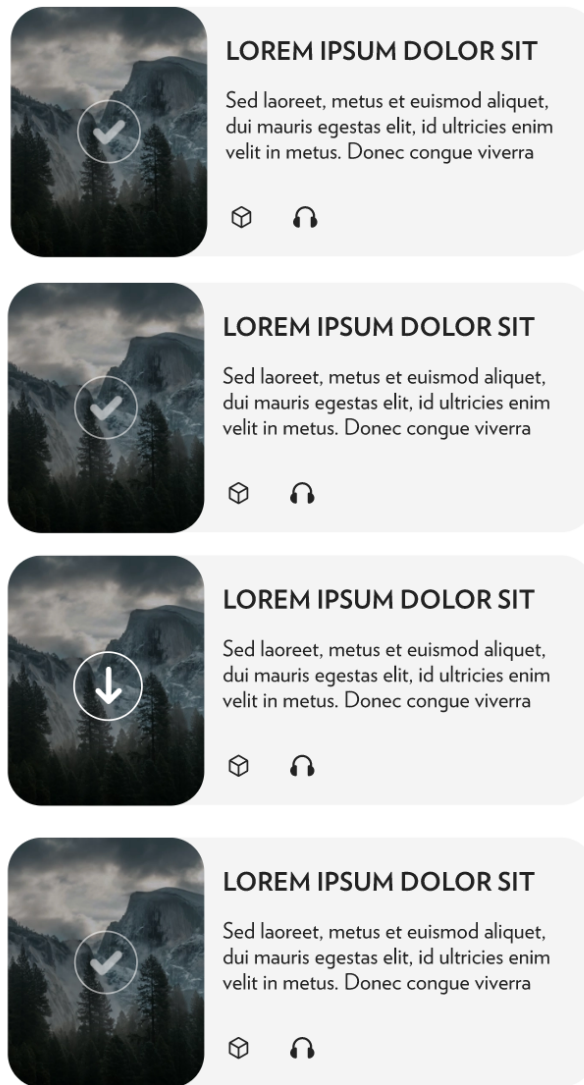 LOREM IPSUM DOLOR SIT
Sed laoreet, metus et euismod aliquet,
dui mauris egestas elit, id ultricies enim
velit in metus. Donec congue viverra
LOREM IPSUM DOLOR SIT
Sed laoreet, metus et euismod aliquet,
dui mauris egestas elit, id ultricies enim
velit in metus. Donec congue viverra
LOREM IPSUM DOLOR SIT
Sed laoreet, metus et euismod aliquet,
dui mauris egestas elit, id ultricies enim
velit in metus. Donec congue viverra
LOREM IPSUM DOLOR SIT
Sed laoreet, metus et euismod aliquet,
dui mauris egestas elit, id ultricies enim
velit in metus. Donec congue viverra